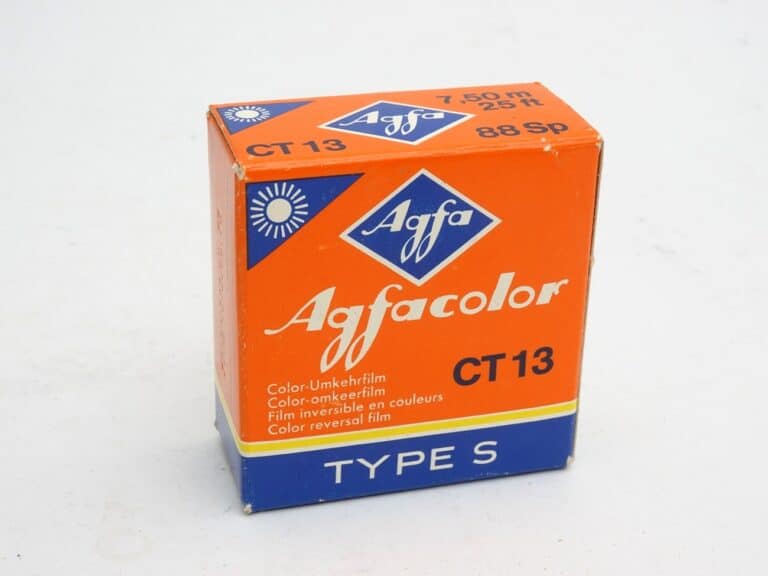 7,50 m
25 ft
Agfa
CT 13
88 Sp
Agfa
Agfacolor
CT 13
Color-Umkehrfilm
Color-omkeerfilm
Film inversible en couleurs
Color reversal film
TYPE S